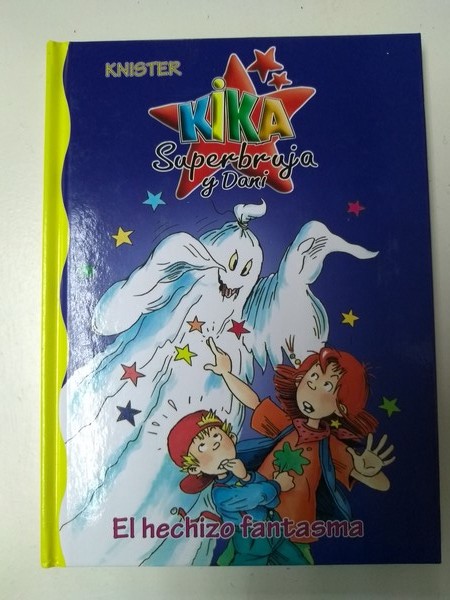 KNISTER
KiKA
Superbruja
y Dani
El hechizo fantasma